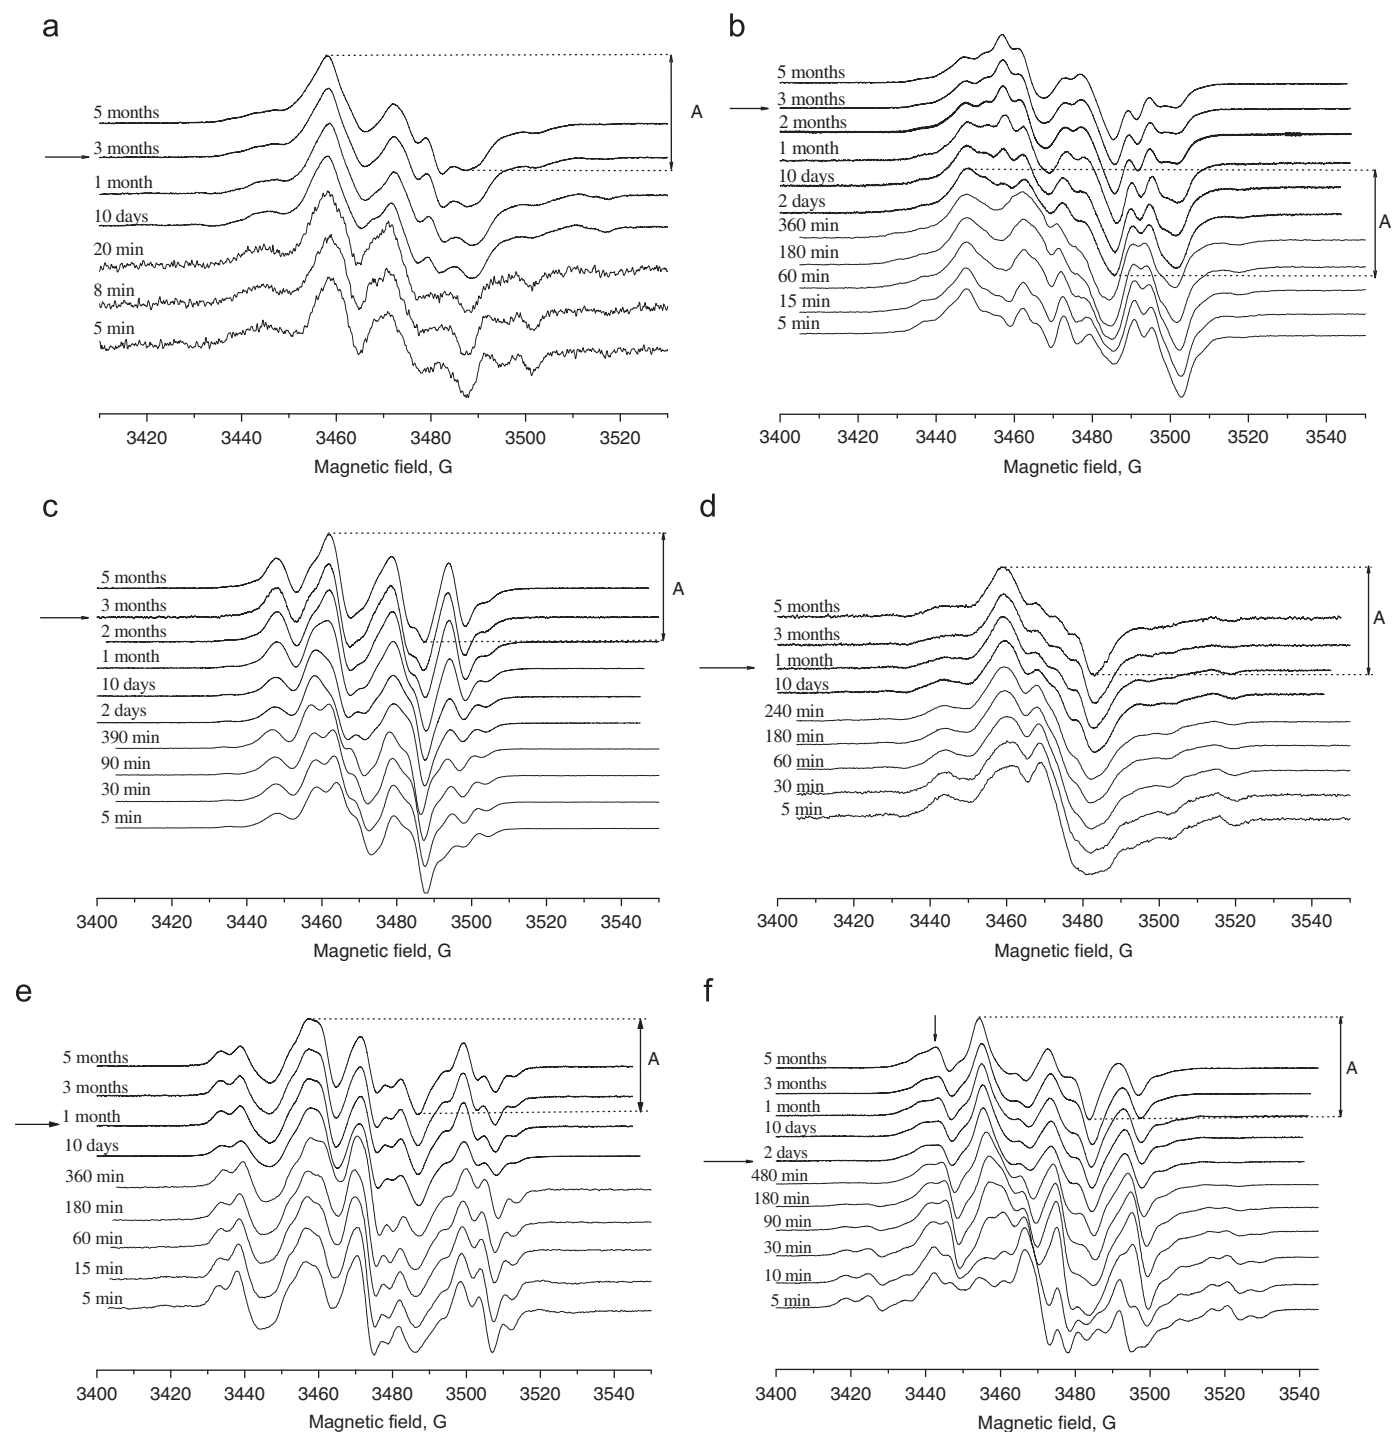 a
5 months
3 months
1 month
10 days
20 min
8 min
5 min
A
3420 3440 3460 3480 3500 3520
Magnetic field, G
b
5 months
3 months
2 months
1 month
10 days
2 days
360 min
180 min
60 min
15 min
5 min
A
3400 3420 3440 3460 3480 3500 3520 3540
Magnetic field, G
c
5 months
3 months
2 months
1 month
10 days
2 days
390 min
90 min
30 min
5 min
A
3400 3420 3440 3460 3480 3500 3520 3540
Magnetic field, G
d
5 months
3 months
1 month
10 days
240 min
180 min
60 min
30 min
5 min
A
3400 3420 3440 3460 3480 3500 3520 3540
Magnetic field, G
e
5 months
3 months
1 month
10 days
360 min
180 min
60 min
15 min
5 min
A
3400 3420 3440 3460 3480 3500 3520 3540
Magnetic field, G
f
5 months
3 months
1 month
10 days
2 days
480 min
180 min
90 min
30 min
10 min
5 min
A
3400 3420 3440 3460 3480 3500 3520 3540
Magnetic field, G